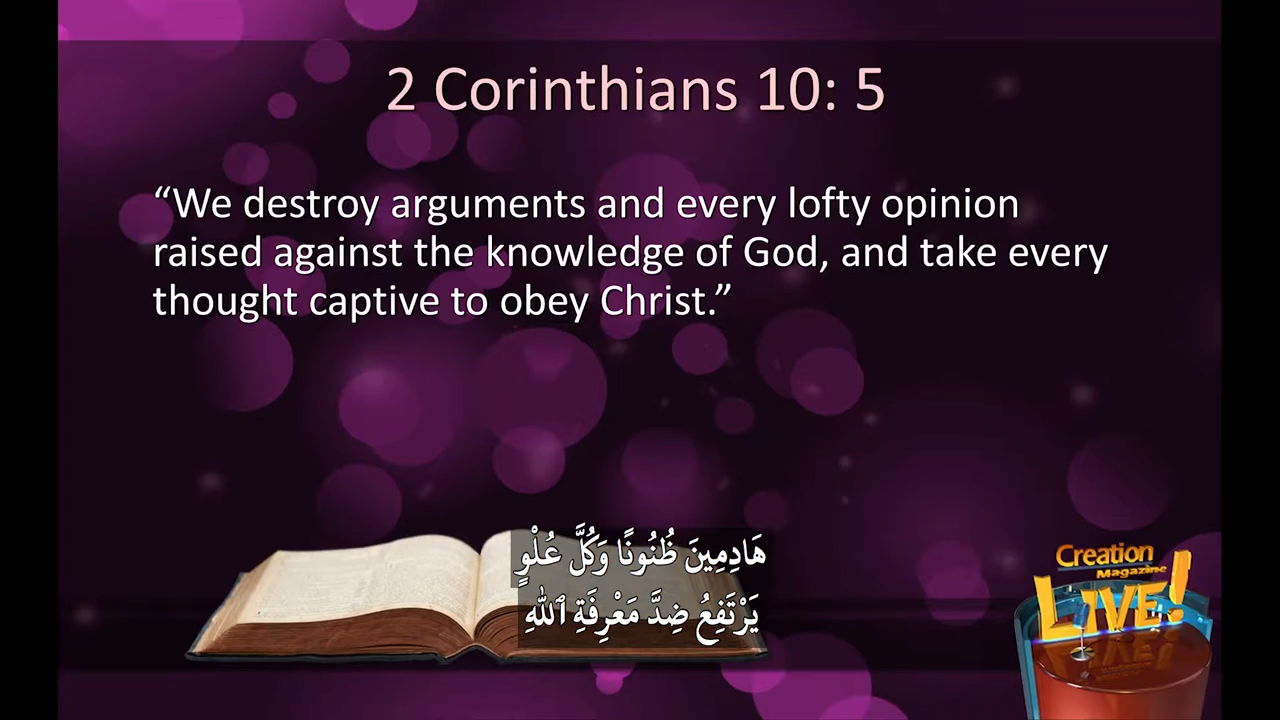 2 Corinthians 10: 5
“We destroy arguments and every lofty opinion
raised against the knowledge of God, and take every
thought captive to obey Christ.”
هَادِمِينَ ظُنُونًا وَكُلَّ عُلْوٍ
يَرْتَفِعُ ضِدَّ مَعْرِفَةِ ٱللهِ
Creation
Magazine
LIVE!